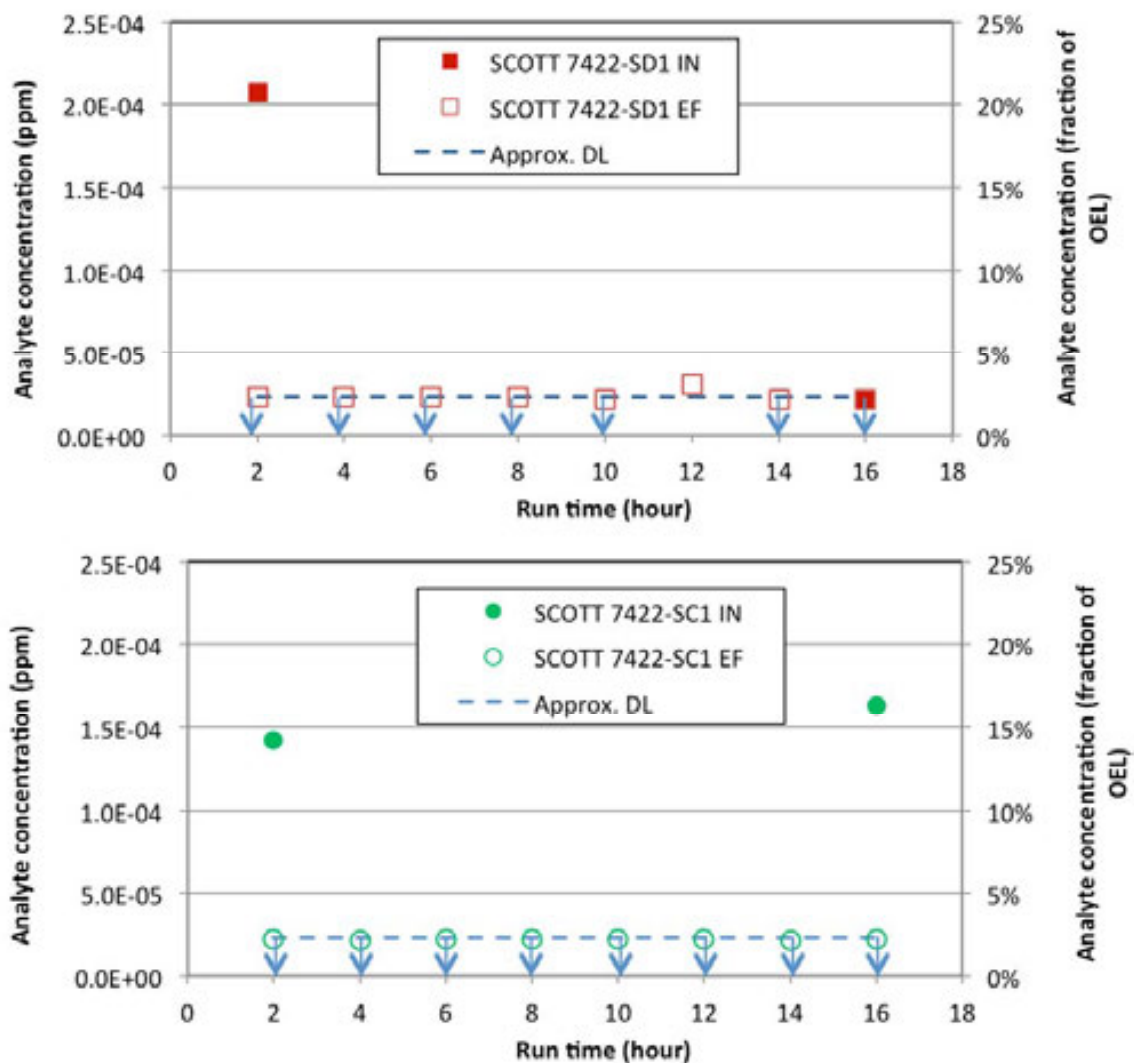 2.5E-04
2.0E-04
1.5E-04
1.0E-04
5.0E-05
0.0E+00
Analyte concentration (ppm)
SCOTT 7422-SD1 IN
SCOTT 7422-SD1 EF
Approx. DL
25%
20%
15%
10%
5%
0%
Analyte concentration (fraction of
OEL)
0 2 4 6 8 10 12 14 16 18
Run time (hour)
2.5E-04
2.0E-04
1.5E-04
1.0E-04
5.0E-05
0.0E+00
Analyte concentration (ppm)
SCOTT 7422-SC1 IN
SCOTT 7422-SC1 EF
Approx. DL
25%
20%
15%
10%
5%
0%
Analyte concentration (fraction of
OEL)
0 2 4 6 8 10 12 14 16 18
Run time (hour)